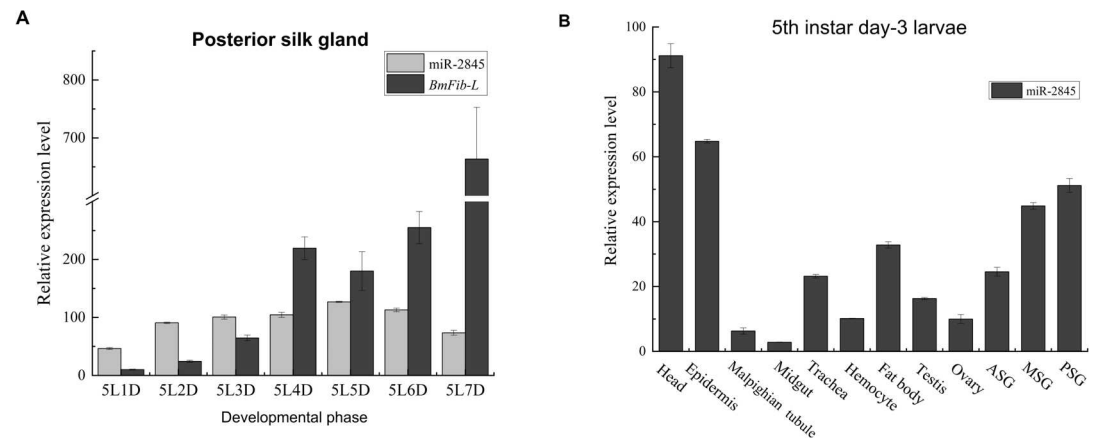 A
Posterior silk gland
miR-2845
BmFib-L
Relative expression level
800
700
200
100
0
5L1D 5L2D 5L3D 5L4D 5L5D 5L6D 5L7D
Developmental phase
B
5th instar day-3 larvae
miR-2845
Relative expression level
100
80
60
40
20
0
Head
Epidermis
Malpighian tubule
Midgut
Trachea
Hemocyte
Fat body
Testis
Ovary
ASG
MSG
PSG